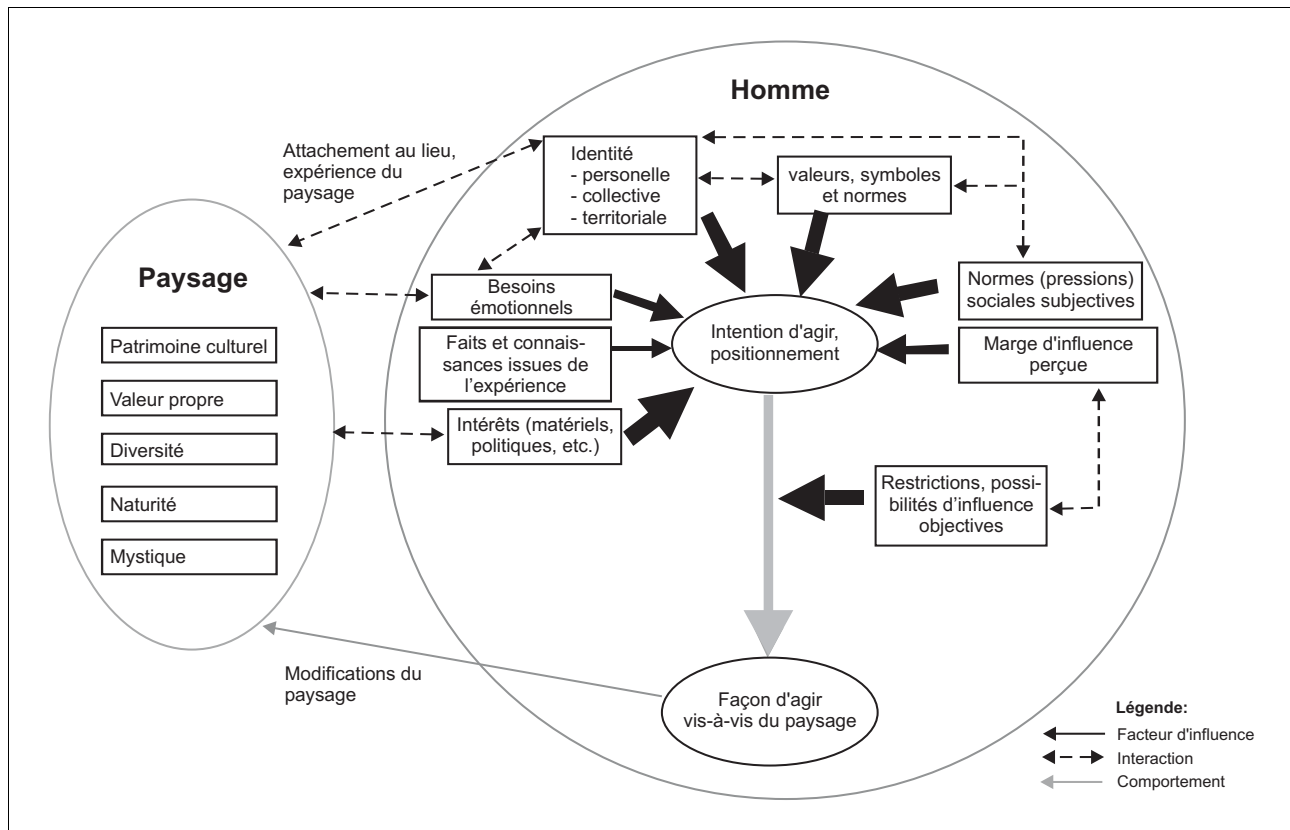 Homme
Attachement au lieu,
expérience du
paysage
Identité
- personelle
- collective
- territoriale
valeurs, symboles
et normes
Paysage
Patrimoine culturel
Valeur propre
Diversité
Naturité
Mystique
Besoins
émotionnels
Faits et connais-
sances issues de
l'expérience
Intérêts (matériels,
politiques, etc.)
Intention d'agir,
positionnement
Normes (pressions)
sociales subjectives
Marge d'influence
perçue
Restrictions, possi-
bilités d'influence
objectives
Modifications du
paysage
Façon d'agir
vis-à-vis du paysage
Légende:
Facteur d'influence
Interaction
Comportement